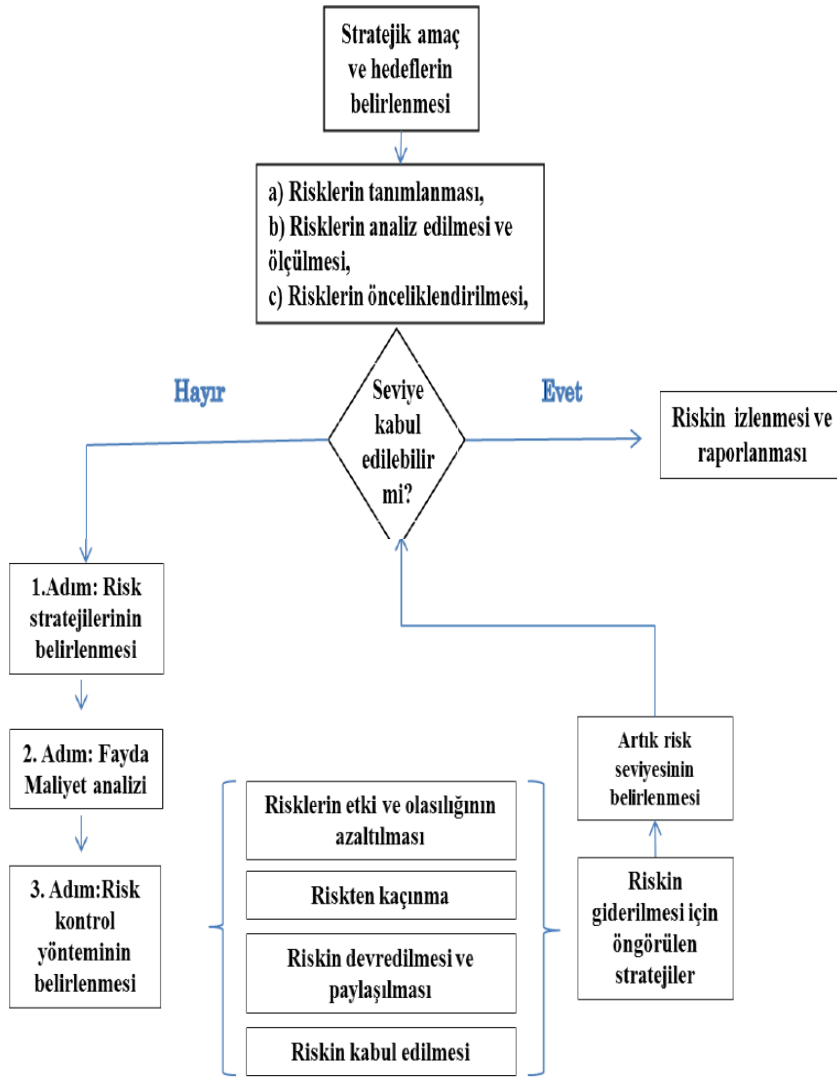 Stratejik amaç
ve hedeflerin
belirlenmesi
a) Risklerin tanımlanması,
b) Risklerin analiz edilmesi ve
ölçülmesi,
c) Risklerin önceliklendirilmesi,
Hayır
Seviye
kabul
edilebilir
mi?
Evet
Riskin izlenmesi ve
raporlanması
1.Adım: Risk
stratejilerinin
belirlenmesi
2. Adım: Fayda
Maliyet analizi
3. Adım:Risk
kontrol
yönteminin
belirlenmesi
Risklerin etki ve olasılığının
azaltılması
Riskten kaçınma
Riskin devredilmesi ve
paylaşılması
Riskin kabul edilmesi
Artık risk
seviyesinin
belirlenmesi
Riskin
giderilmesi için
öngörülen
stratejiler